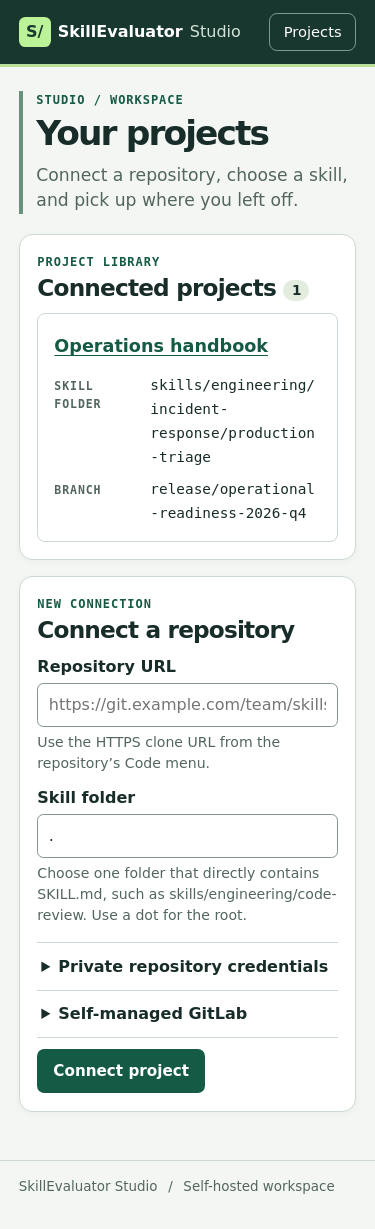 S/ SkillEvaluator Studio
Projects
STUDIO / WORKSPACE
Your projects
Connect a repository, choose a skill,
and pick up where you left off.
PROJECT LIBRARY
Connected projects 1
Operations handbook
SKILL FOLDER
skills/engineering/
incident-
response/production
-triage
BRANCH
release/operational
-readiness-2026-q4
NEW CONNECTION
Connect a repository
Repository URL
https://git.example.com/team/skills
Use the HTTPS clone URL from the
repository’s Code menu.
Skill folder
.
Choose one folder that directly contains
SKILL.md, such as skills/engineering/code-
review. Use a dot for the root.
▶ Private repository credentials
▶ Self-managed GitLab
Connect project
SkillEvaluator Studio / Self-hosted workspace